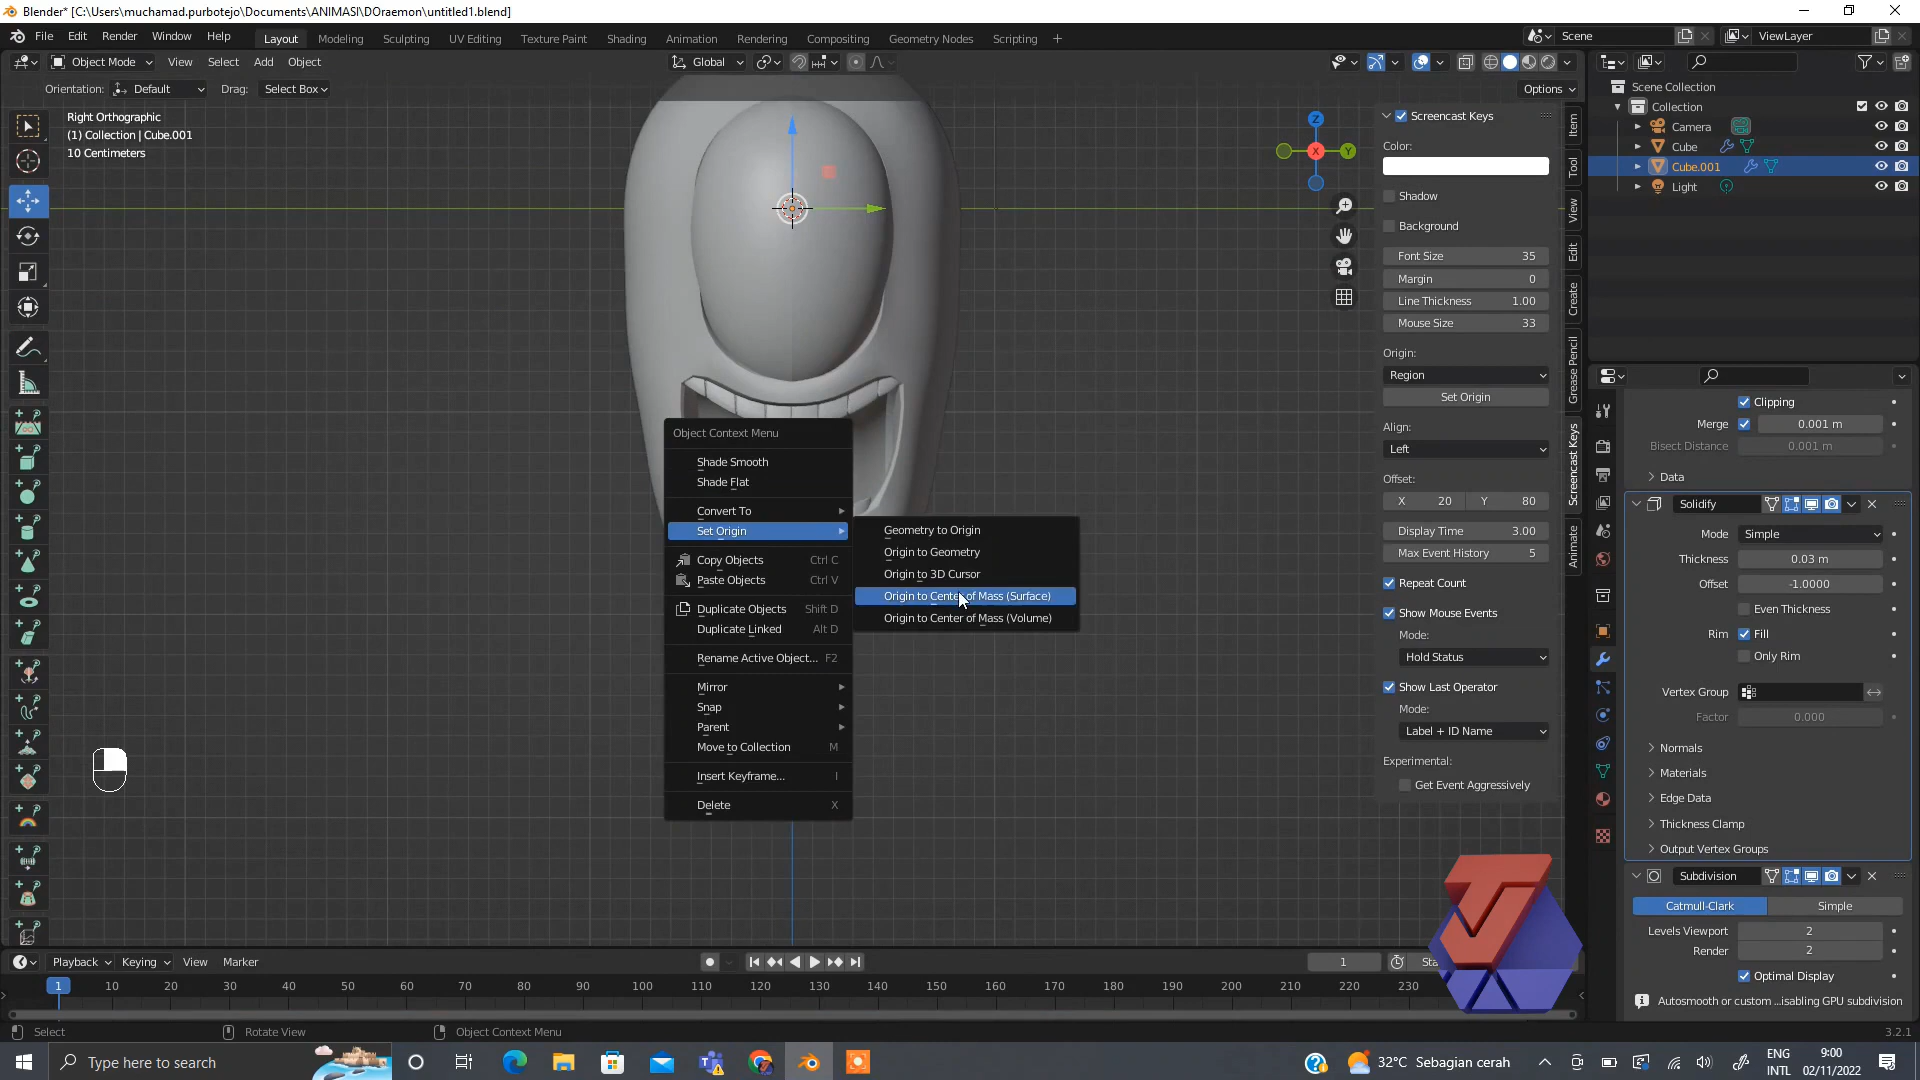 Blender* [C:\Users\muchamad.purbotejo\Documents\ANIMASI\DOraemon\untitled1.blend]
File Edit Render Window Help Layout Modeling Sculpting UV Editing Texture Paint Shading Animation Rendering Compositing Geometry Nodes Scripting + Scene ViewLayer
Object Mode View Select Add Object Global
Orientation: Default Drag: Select Box Options
Right Orthographic
(1) Collection | Cube.001
10 Centimeters
Z
X
Y
Item
Tool
View
Edit
Create
Grease Pencil
Screencast Keys
Animate
Screencast Keys
Color:
Shadow
Background
Font Size 35
Margin 0
Line Thickness 1.00
Mouse Size 33
Origin:
Region
Set Origin
Align:
Left
Offset:
X 20 Y 80
Display Time 3.00
Max Event History 5
Repeat Count
Show Mouse Events
Mode:
Hold Status
Show Last Operator
Mode:
Label + ID Name
Experimental:
Get Event Aggressively
Object Context Menu
Shade Smooth
Shade Flat
Convert To
Set Origin
Copy Objects Ctrl C
Paste Objects Ctrl V
Duplicate Objects Shift D
Duplicate Linked Alt D
Rename Active Object... F2
Mirror
Snap
Parent
Move to Collection M
Insert Keyframe... I
Delete X
Geometry to Origin
Origin to Geometry
Origin to 3D Cursor
Origin to Center of Mass (Surface)
Origin to Center of Mass (Volume)
Scene Collection
Collection
Camera
Cube
Cube.001
Light
Clipping
Merge 0.001 m
Bisect Distance 0.001 m
Data
Solidify
Mode Simple
Thickness 0.03 m
Offset -1.0000
Even Thickness
Rim Fill
Only Rim
Vertex Group
Factor 0.000
Normals
Materials
Edge Data
Thickness Clamp
Output Vertex Groups
Subdivision
Catmull-Clark Simple
Levels Viewport 2
Render 2
Optimal Display
Autosmooth or custom ...isabling GPU subdivision
Playback Keying View Marker 1
1 10 20 30 40 50 60 70 80 90 100 110 120 130 140 150 160 170 180 190 200 210 220 230
Select Rotate View Object Context Menu 3.2.1
Type here to search 32°C Sebagian cerah ENG 9:00
INTL 02/11/2022